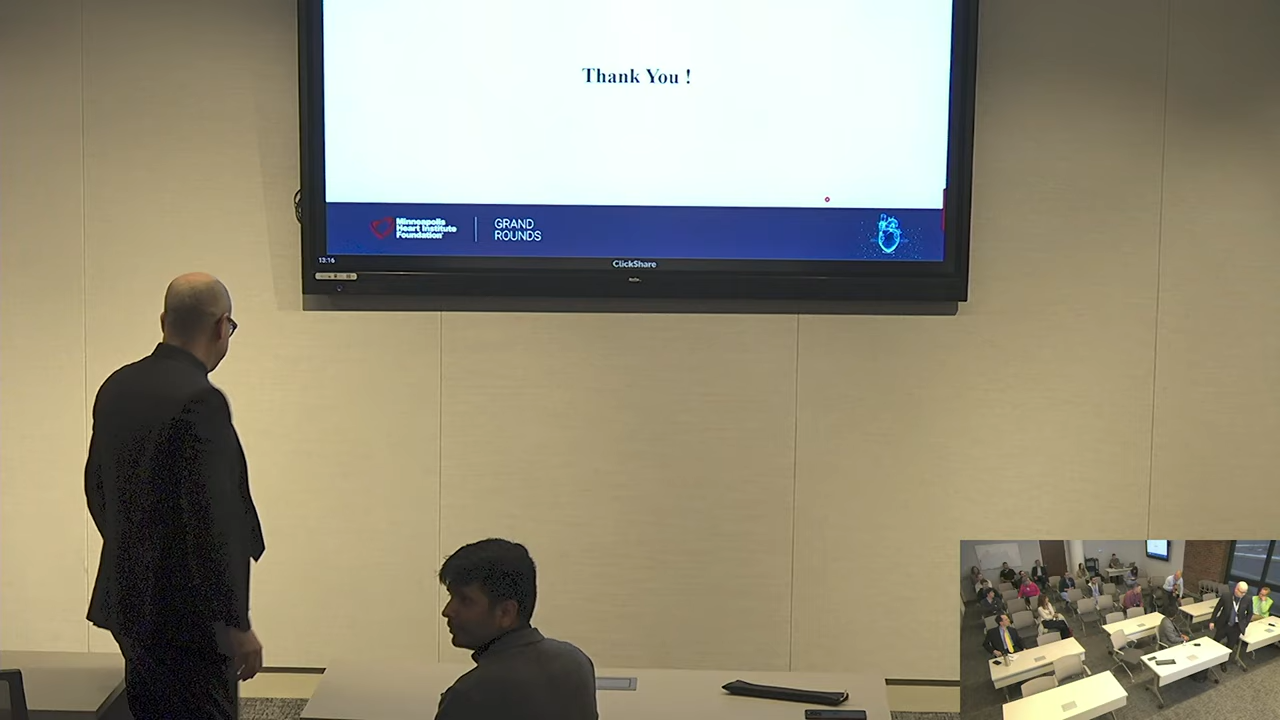 Thank You !
Minneapolis
Heart Institute
Foundation
GRAND
ROUNDS
13:16
ClickShare